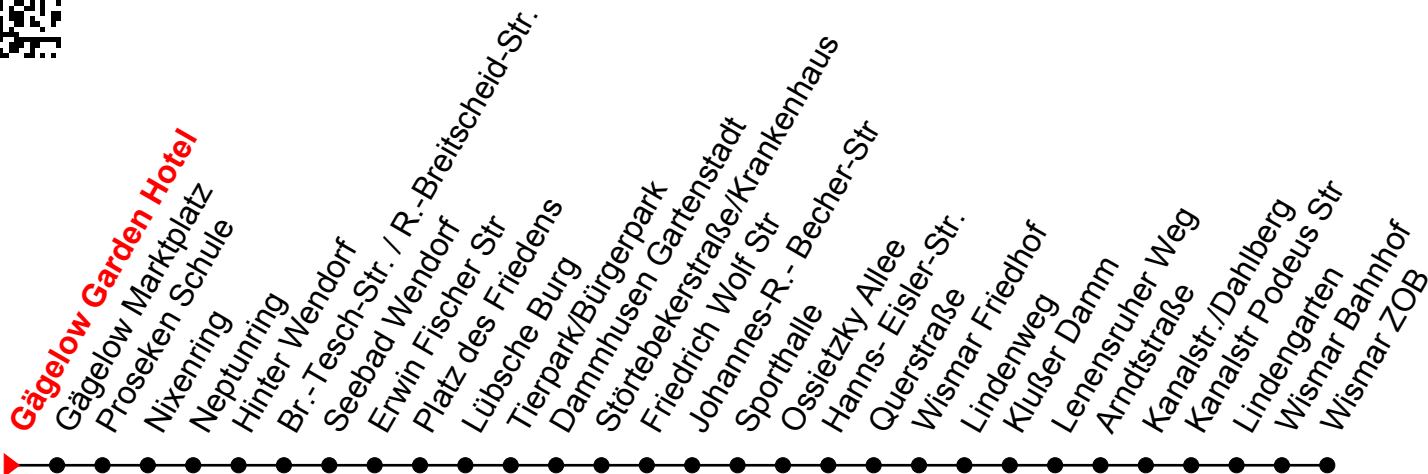 Gägelow Garden Hotel
Gägelow Marktplatz
Proseken Schule
Nixenring
Neptunring
Hinter Wendorf
Br.-Tesch-Str. / R.-Breitscheid-Str.
Seebad Wendorf
Erwin Fischer Str
Platz des Friedens
Lübsche Burg
Tierpark/Bürgerpark
Dammhusen Gartenstadt
Störtebekerstraße/Krankenhaus
Friedrich Wolf Str
Johannes-R.- Becher-Str
Sporthalle
Ossietzky Allee
Hanns- Eisler-Str.
Querstraße
Wismar Friedhof
Lindenweg
Klußer Damm
Lenensruher Weg
Arndtstraße
Kanalstr./Dahlberg
Kanalstr Podeus Str
Lindengarten
Wismar Bahnhof
Wismar ZOB